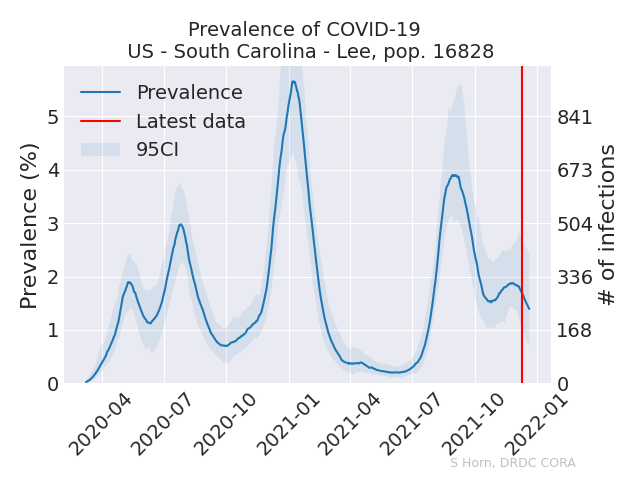 Prevalence of COVID-19
US - South Carolina - Lee, pop. 16828
Prevalence
Latest data
95CI
Prevalence (%)
5
4
3
2
1
0
841
673
504
336
168
0
# of infections
2020-04
2020-07
2020-10
2021-01
2021-04
2021-07
2021-10
2022-01
S Horn, DRDC CORA